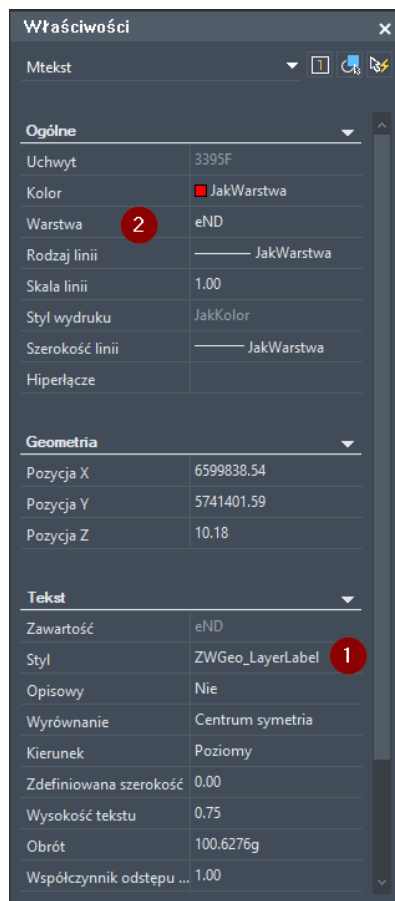 Właściwości
Mtekst
Ogólne
Uchwyt 3395F
Kolor JakWarstwa
Warstwa 2 eND
Rodzaj linii JakWarstwa
Skala linii 1.00
Styl wydruku JakKolor
Szerokość linii JakWarstwa
Hiperłącze
Geometria
Pozycja X 6599838.54
Pozycja Y 5741401.59
Pozycja Z 10.18
Tekst
Zawartość eND
Styl ZWGeo_LayerLabel 1
Opisowy Nie
Wyrównanie Centrum symetria
Kierunek Poziomy
Zdefiniowana szerokość 0.00
Wysokość tekstu 0.75
Obrót 100.6276g
Współczynnik odstępu ... 1.00